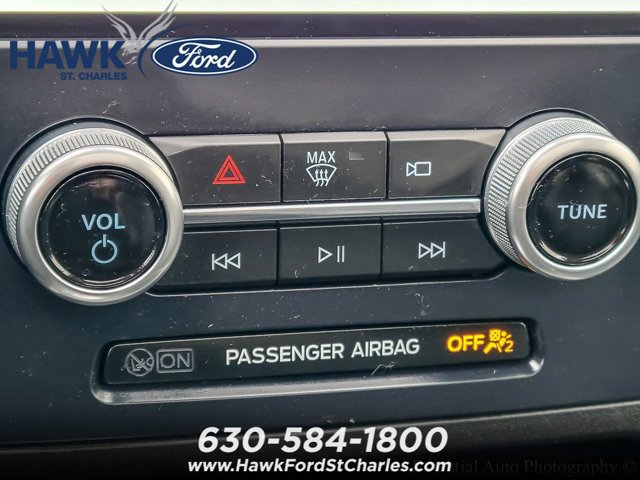 HAWK
ST. CHARLES
Ford
MAX
VOL
TUNE
ON PASSENGER AIRBAG OFF 2
630-584-1800
www.HawkFordStCharles.com
Auto Photography